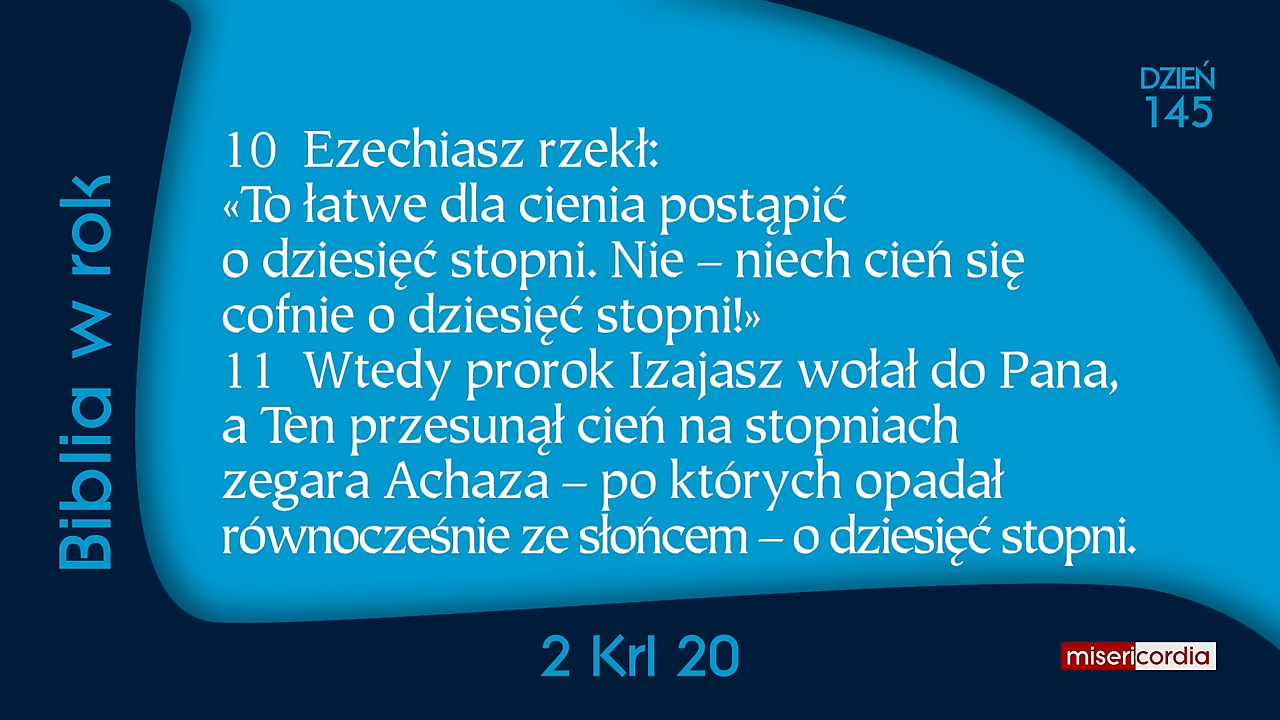 DZIEŃ
145
10 Ezechiasz rzekł:
«To łatwe dla cienia postąpić
o dziesięć stopni. Nie – niech cień się
cofnie o dziesięć stopni!»
11 Wtedy prorok Izajasz wołał do Pana,
a Ten przesunął cień na stopniach
zegara Achaza – po których opadał
równocześnie ze słońcem – o dziesięć stopni.
Biblia w rok
2 Krl 20
misericordia